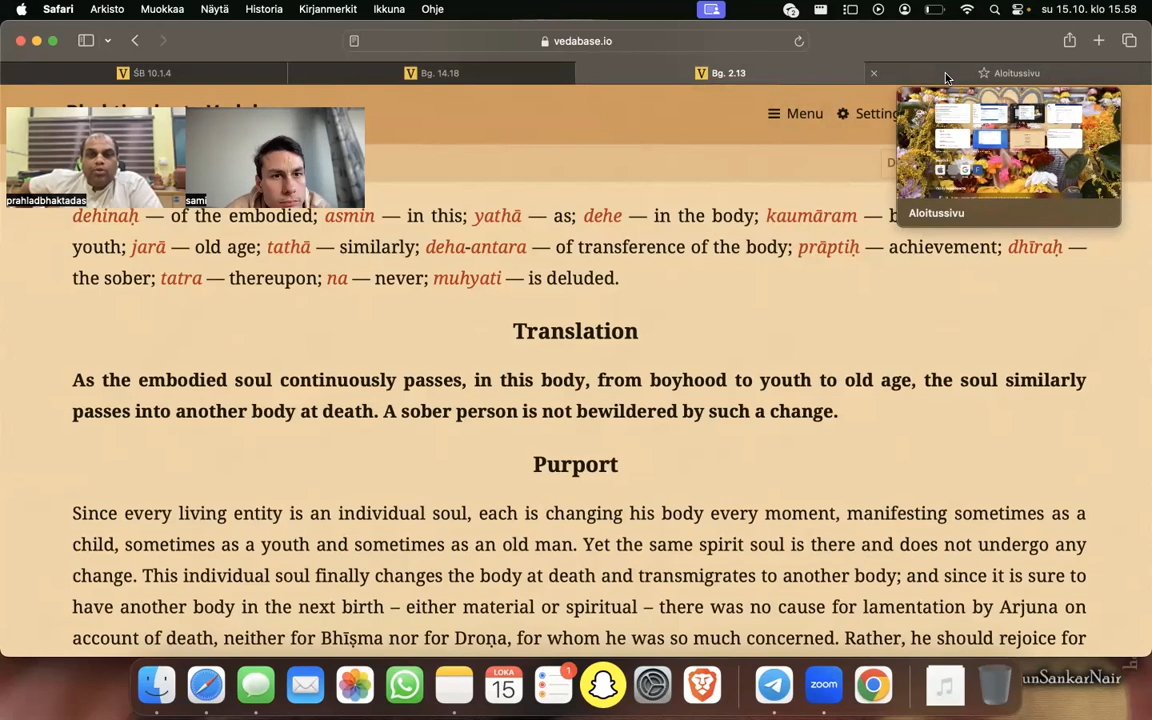 Safari Arkisto Muokkaa Näytä Historia Kirjanmerkit Ikkuna Ohje su 15.10. klo 15.58
vedabase.io
ŚB 10.1.4 Bg. 14.18 Bg. 2.13 Aloitussivu
Menu
Aloitussivu
prahladbhaktadas sami
dehinaḥ — of the embodied; asmin — in this; yathā — as; dehe — in the body; kaumāram —
youth; jarā — old age; tathā — similarly; deha-antara — of transference of the body; prāptiḥ — achievement; dhīraḥ —
the sober; tatra — thereupon; na — never; muhyati — is deluded.
Translation
As the embodied soul continuously passes, in this body, from boyhood to youth to old age, the soul similarly
passes into another body at death. A sober person is not bewildered by such a change.
Purport
Since every living entity is an individual soul, each is changing his body every moment, manifesting sometimes as a
child, sometimes as a youth and sometimes as an old man. Yet the same spirit soul is there and does not undergo any
change. This individual soul finally changes the body at death and transmigrates to another body; and since it is sure to
have another body in the next birth – either material or spiritual – there was no cause for lamentation by Arjuna on
account of death, neither for Bhīṣma nor for Droṇa, for whom he was so much concerned. Rather, he should rejoice for
LOKA
15
1
zoom
unSankarNair